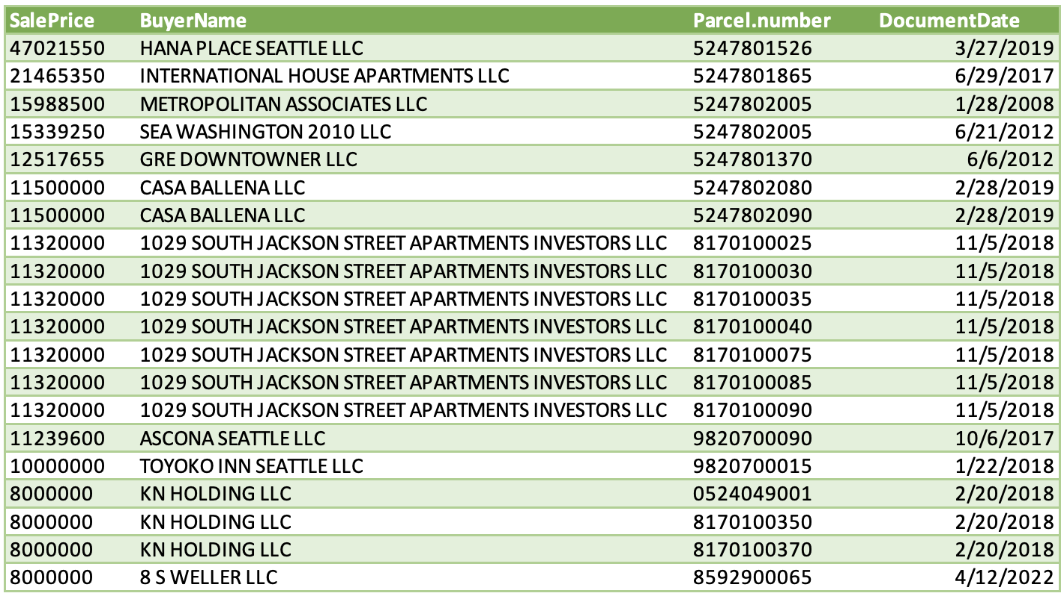 SalePrice BuyerName Parcel.number DocumentDate
47021550 HANA PLACE SEATTLE LLC 5247801526 3/27/2019
21465350 INTERNATIONAL HOUSE APARTMENTS LLC 5247801865 6/29/2017
15988500 METROPOLITAN ASSOCIATES LLC 5247802005 1/28/2008
15339250 SEA WASHINGTON 2010 LLC 5247802005 6/21/2012
12517655 GRE DOWNTOWNER LLC 5247801370 6/6/2012
11500000 CASA BALLENA LLC 5247802080 2/28/2019
11500000 CASA BALLENA LLC 5247802090 2/28/2019
11320000 1029 SOUTH JACKSON STREET APARTMENTS INVESTORS LLC 8170100025 11/5/2018
11320000 1029 SOUTH JACKSON STREET APARTMENTS INVESTORS LLC 8170100030 11/5/2018
11320000 1029 SOUTH JACKSON STREET APARTMENTS INVESTORS LLC 8170100035 11/5/2018
11320000 1029 SOUTH JACKSON STREET APARTMENTS INVESTORS LLC 8170100040 11/5/2018
11320000 1029 SOUTH JACKSON STREET APARTMENTS INVESTORS LLC 8170100075 11/5/2018
11320000 1029 SOUTH JACKSON STREET APARTMENTS INVESTORS LLC 8170100085 11/5/2018
11320000 1029 SOUTH JACKSON STREET APARTMENTS INVESTORS LLC 8170100090 11/5/2018
11239600 ASCONA SEATTLE LLC 9820700090 10/6/2017
10000000 TOYOKO INN SEATTLE LLC 9820700015 1/22/2018
8000000 KN HOLDING LLC 0524049001 2/20/2018
8000000 KN HOLDING LLC 8170100350 2/20/2018
8000000 KN HOLDING LLC 8170100370 2/20/2018
8000000 8 S WELLER LLC 8592900065 4/12/2022